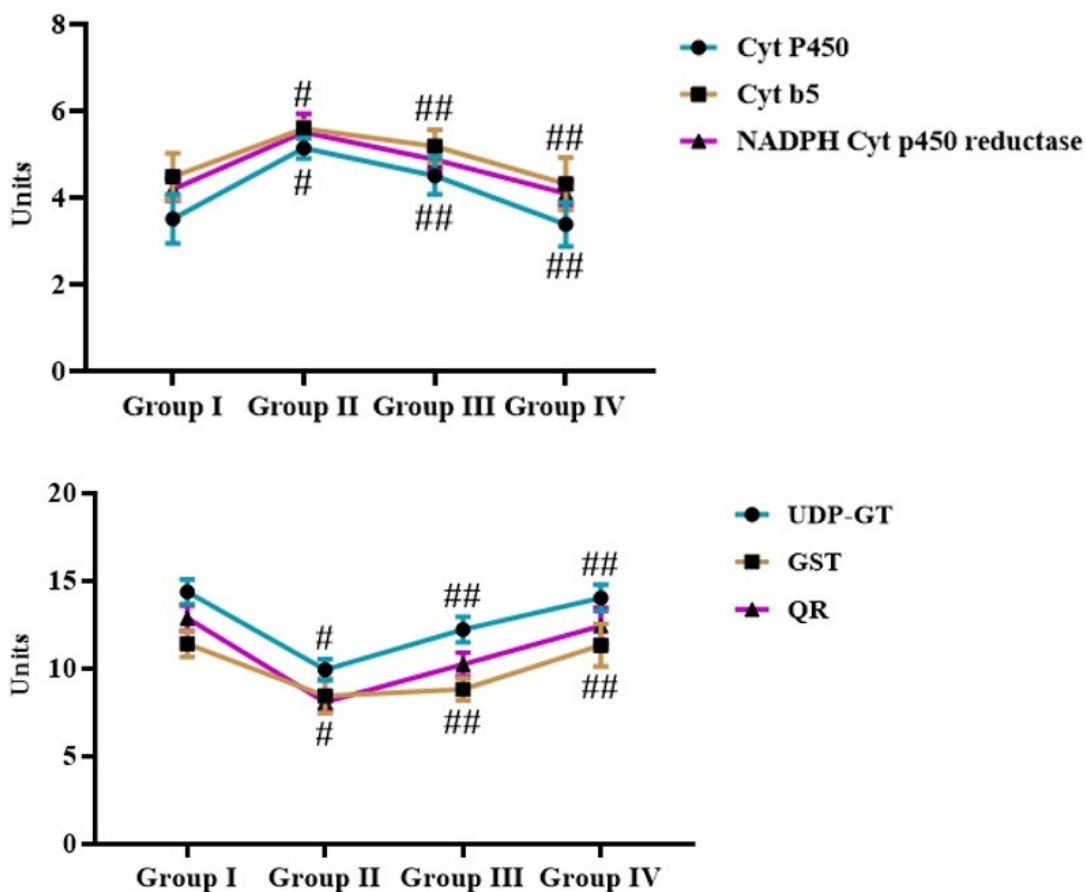 8
6
4
2
0
Units
#
##
##
#
##
##
Group I Group II Group III Group IV
Cyt P450
Cyt b5
NADPH Cyt p450 reductase
20
15
10
5
0
Units
#
##
##
#
##
##
Group I Group II Group III Group IV
UDP-GT
GST
QR